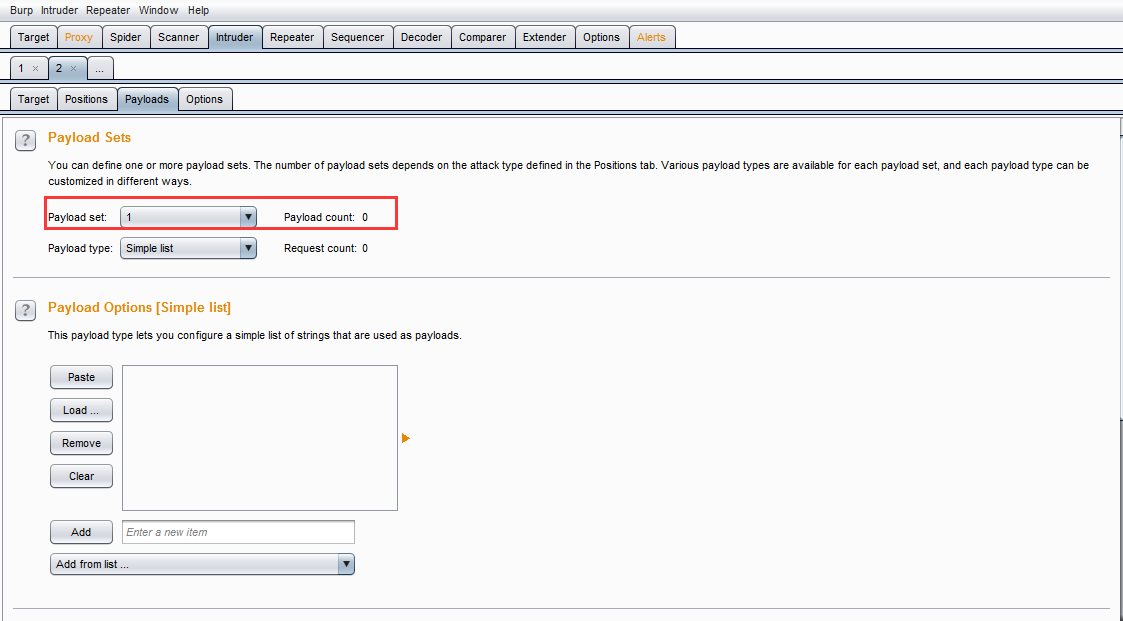 Burp Intruder Repeater Window Help
Target Proxy Spider Scanner Intruder Repeater Sequencer Decoder Comparer Extender Options Alerts
1 × 2 × ...
Target Positions Payloads Options
? Payload Sets
You can define one or more payload sets. The number of payload sets depends on the attack type defined in the Positions tab. Various payload types are available for each payload set, and each payload type can be
customized in different ways.
Payload set: 1 Payload count: 0
Payload type: Simple list Request count: 0
? Payload Options [Simple list]
This payload type lets you configure a simple list of strings that are used as payloads.
Paste
Load ...
Remove
Clear
Add Enter a new item
Add from list ...